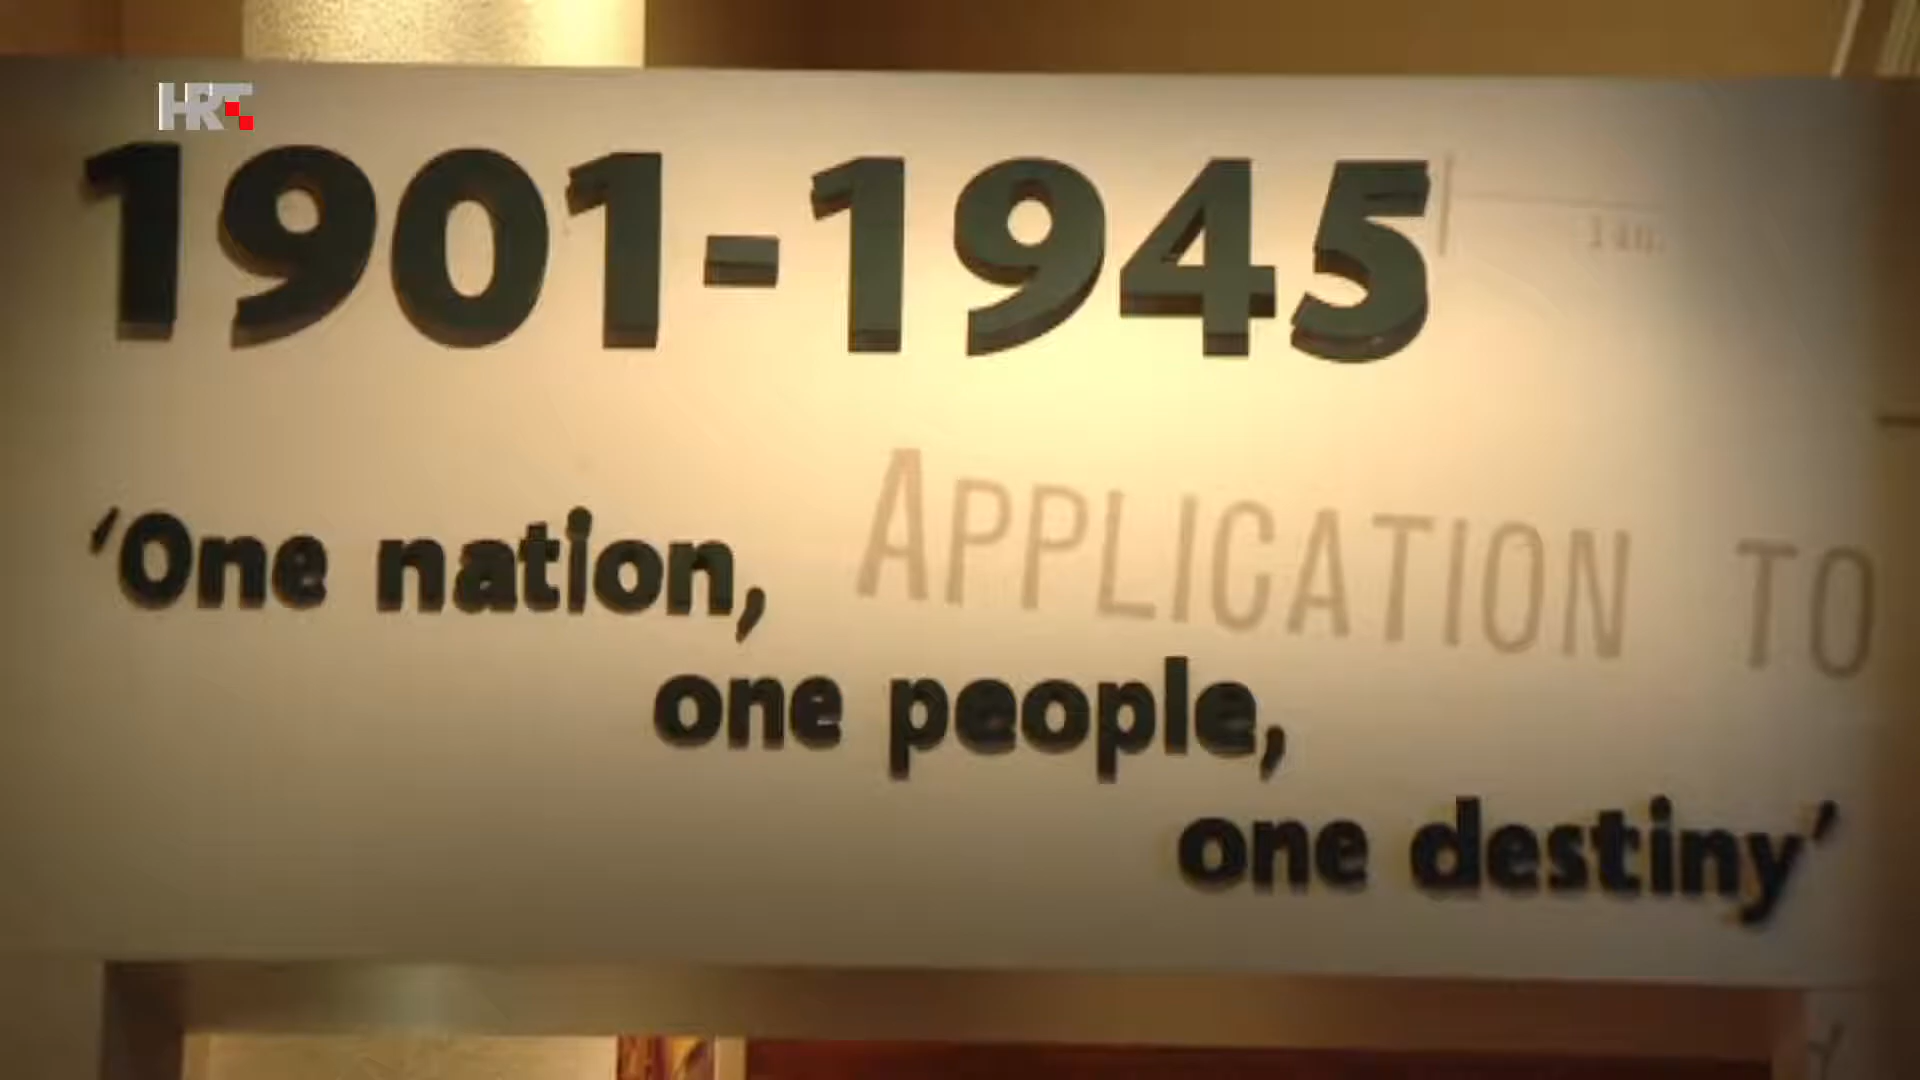 HRT
1901-1945
APPLICATION TO
'One nation,
one people,
one destiny'